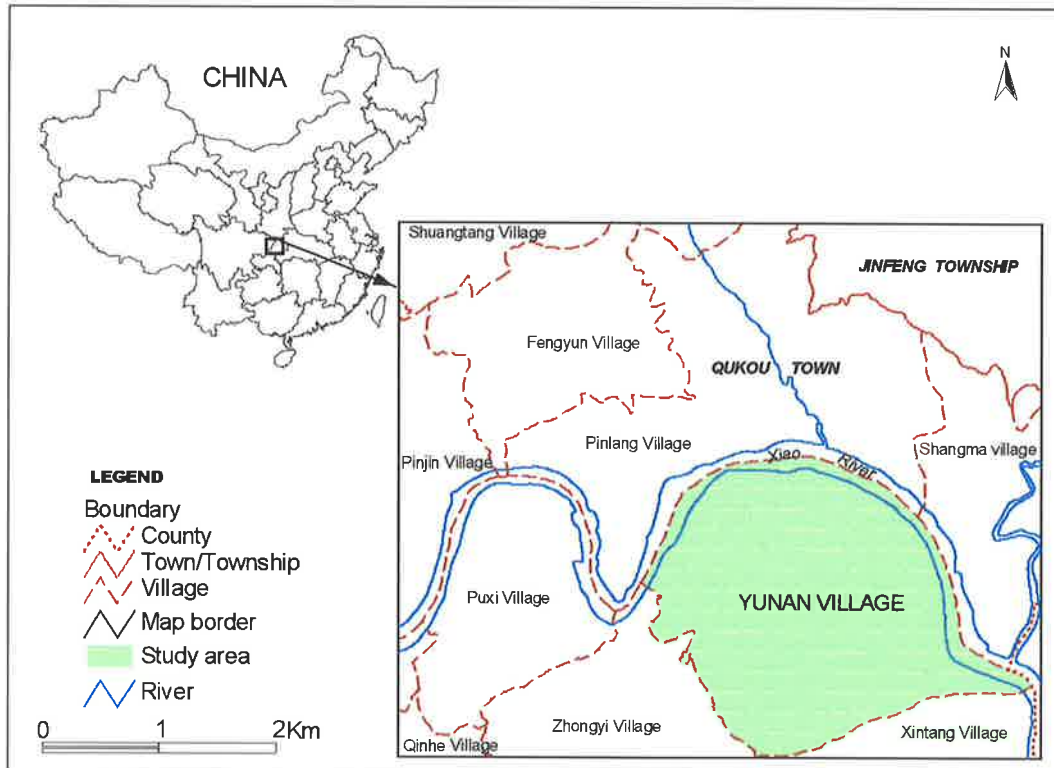 CHINA
N
Shuangtang Village
JINFENG TOWNSHIP
Fengyun Village
QUKOU TOWN
Pinlang Village
Shangma village
Pinjin Village
Xiao River
Puxi Village
YUNAN VILLAGE
Zhongyi Village
Xintang Village
Qinhe Village
LEGEND
Boundary
County
Town/Township
Village
Map border
Study area
River
0 1 2Km